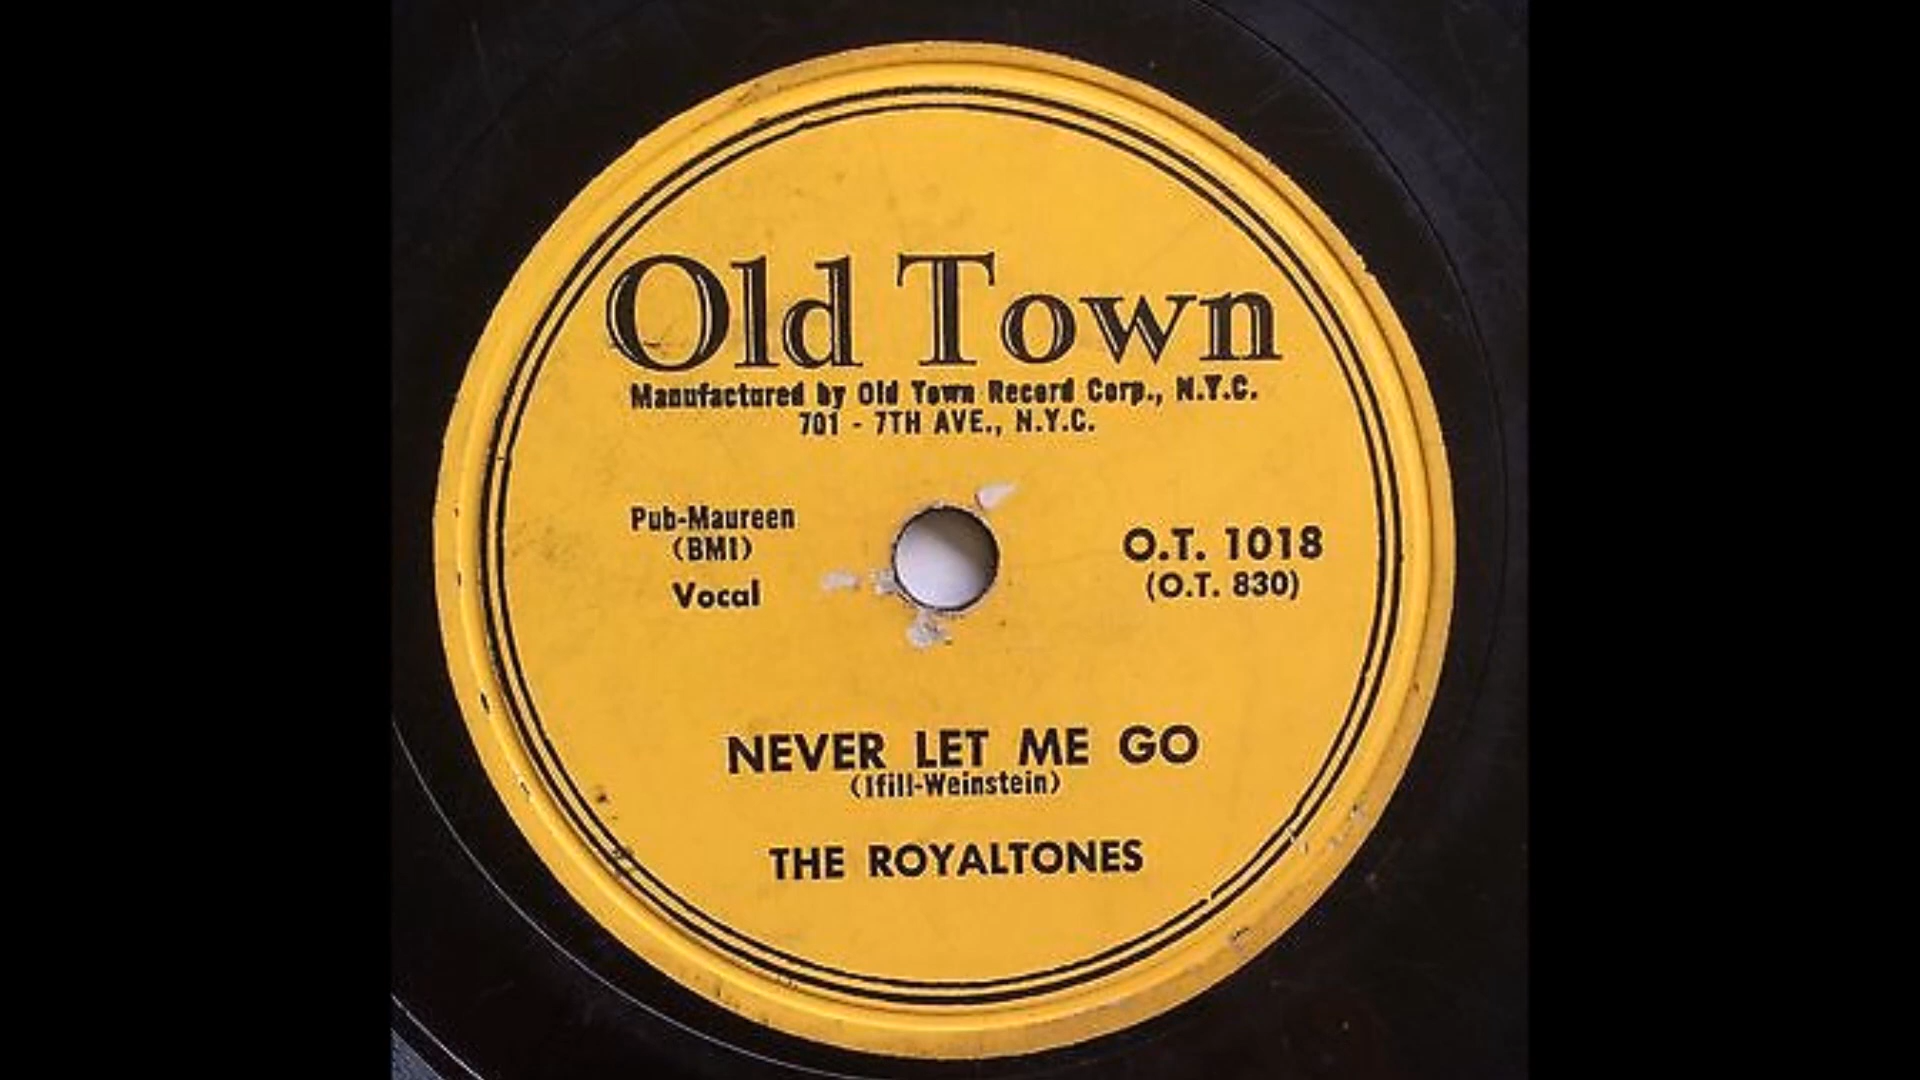 Old Town
Manufactured by Old Town Record Corp., N.Y.C.
701 - 7TH AVE., N.Y.C.
Pub-Maureen
(BMI)
Vocal
O.T. 1018
(O.T. 830)
NEVER LET ME GO
(Ifill-Weinstein)
THE ROYALTONES